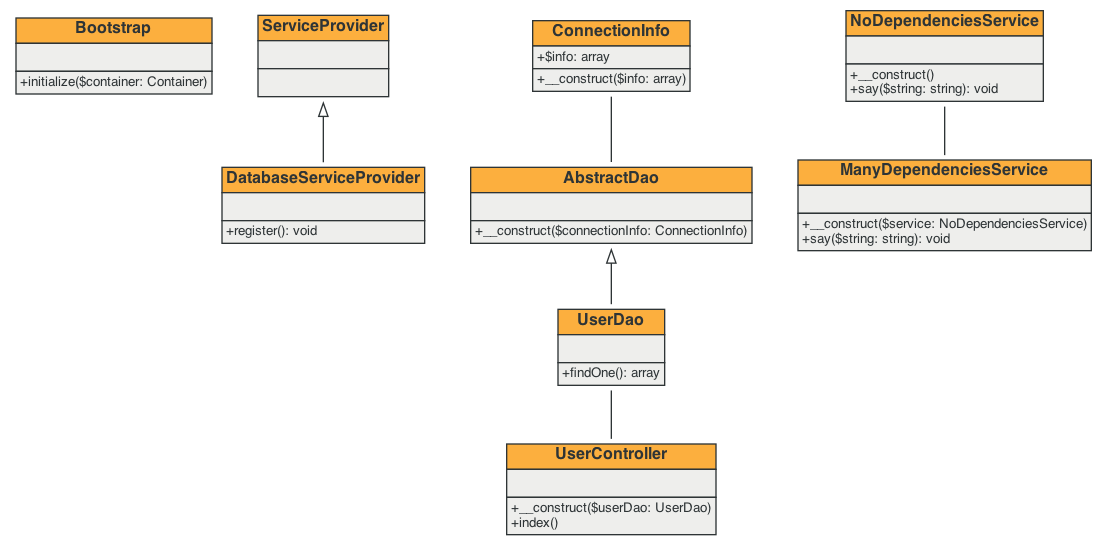 Bootstrap
+initialize($container: Container)
ServiceProvider
DatabaseServiceProvider
+register(): void
ConnectionInfo
+$info: array
+__construct($info: array)
AbstractDao
+__construct($connectionInfo: ConnectionInfo)
UserDao
+findOne(): array
UserController
+__construct($userDao: UserDao)
+index()
NoDependenciesService
+__construct()
+say($string: string): void
ManyDependenciesService
+__construct($service: NoDependenciesService)
+say($string: string): void